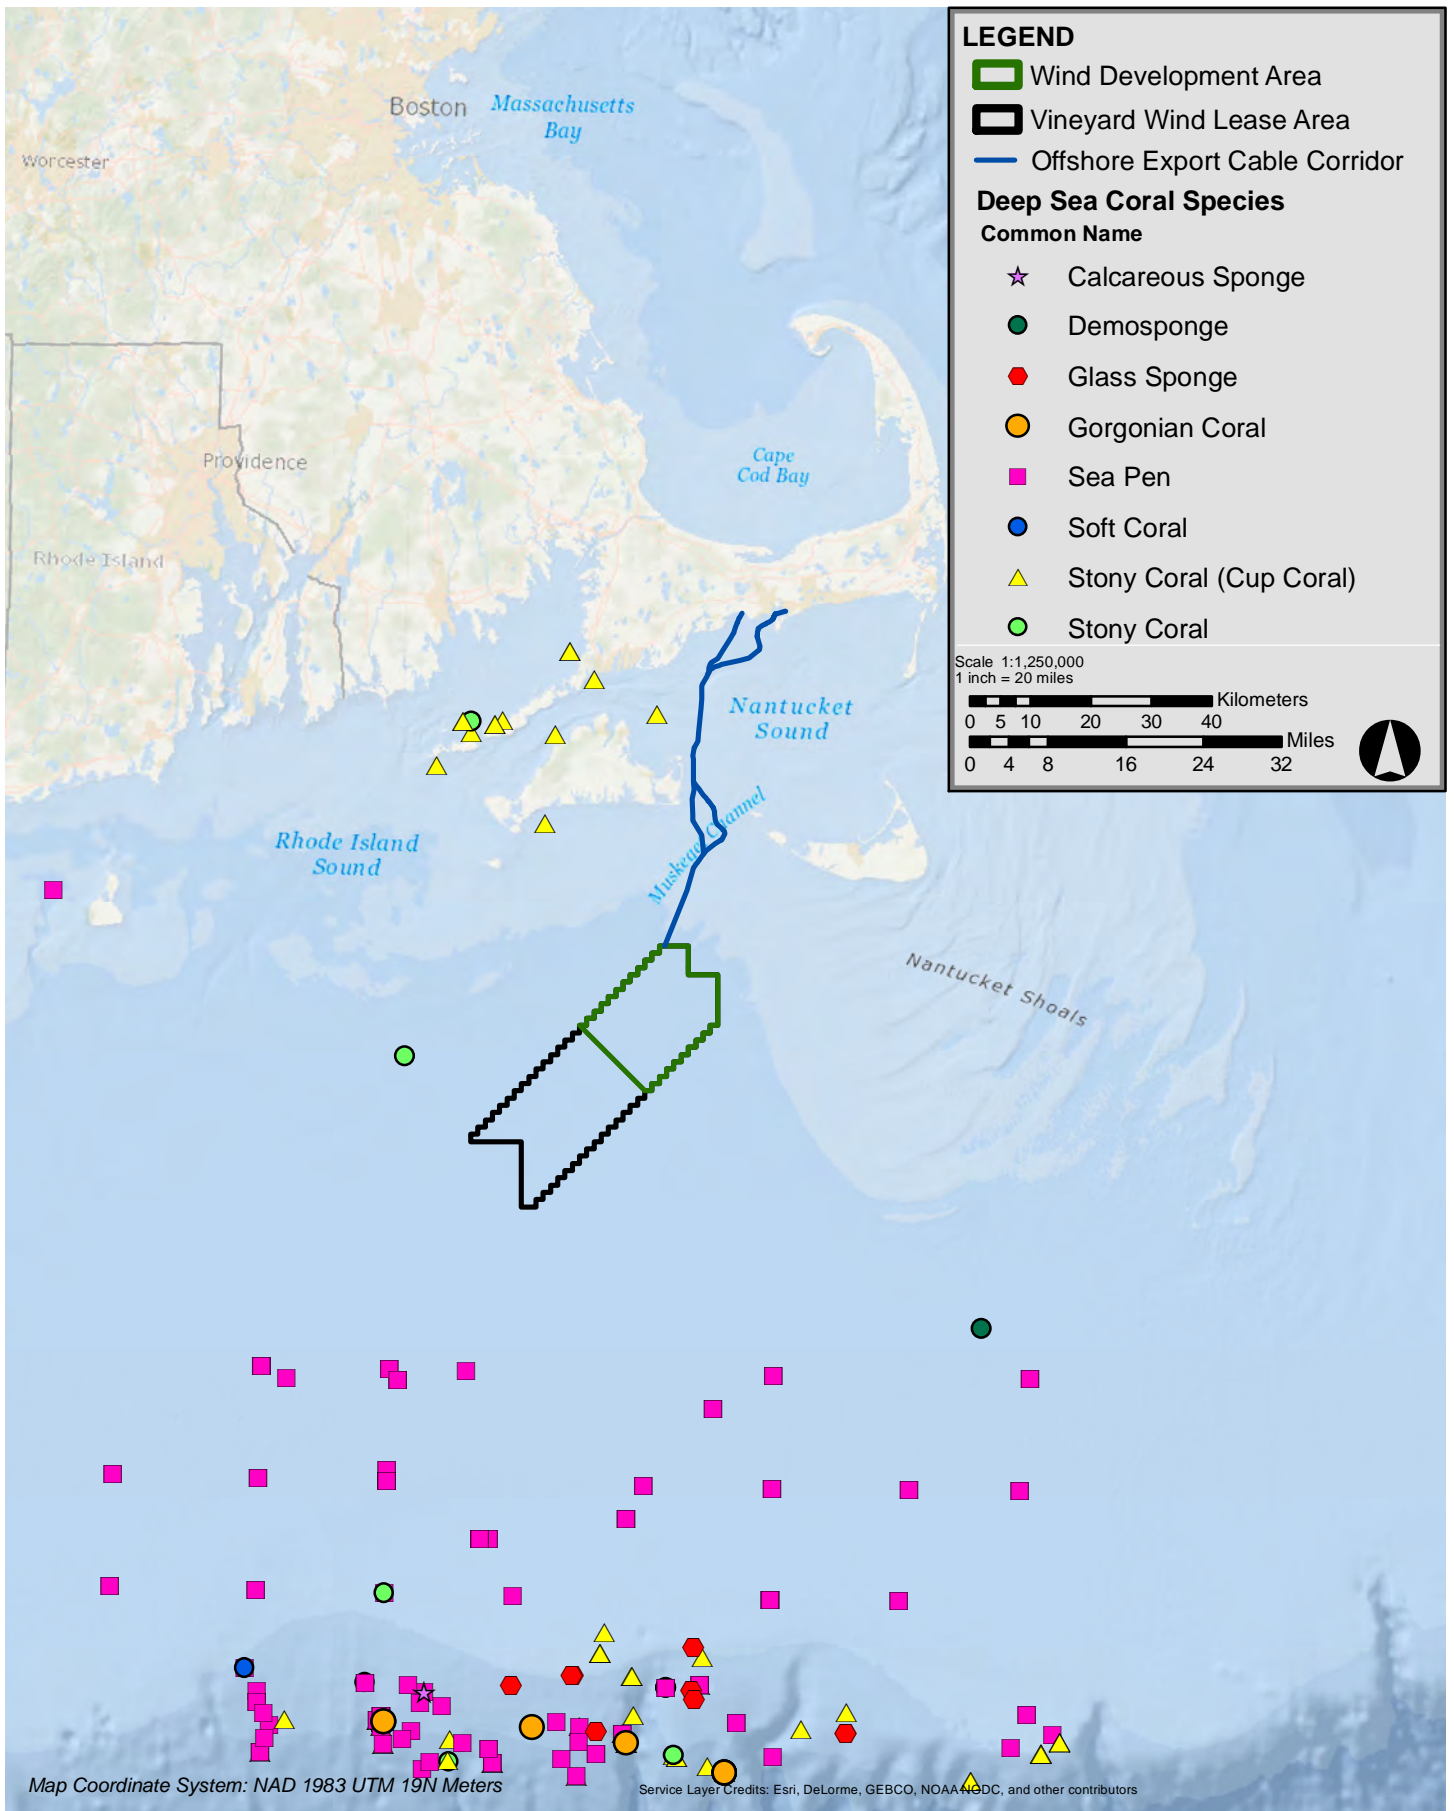 LEGEND
Wind Development Area
Vineyard Wind Lease Area
Offshore Export Cable Corridor
Deep Sea Coral Species
Common Name
Calcareous Sponge
Demosponge
Glass Sponge
Gorgonian Coral
Sea Pen
Soft Coral
Stony Coral (Cup Coral)
Stony Coral
Scale 1:1,250,000
1 inch = 20 miles
Kilometers
0 5 10 20 30 40
Miles
0 4 8 16 24 32
Boston
Massachusetts
Bay
Worcester
Cape
Cod Bay
Providence
Rhode Island
Nantucket
Sound
Rhode Island
Sound
Channel
Nantucket Shoals
Map Coordinate System: NAD 1983 UTM 19N Meters
Service Layer Credits: Esri, DeLorme, GEBCO, NOAA NGDC, and other contributors